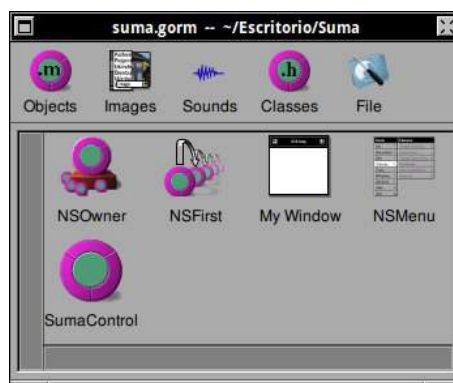 suma.gorm -- ~/Escritorio/Suma
.m .h
Objects Images Sounds Classes File
NSOwner NSFirst My Window NSMenu
SumaControl